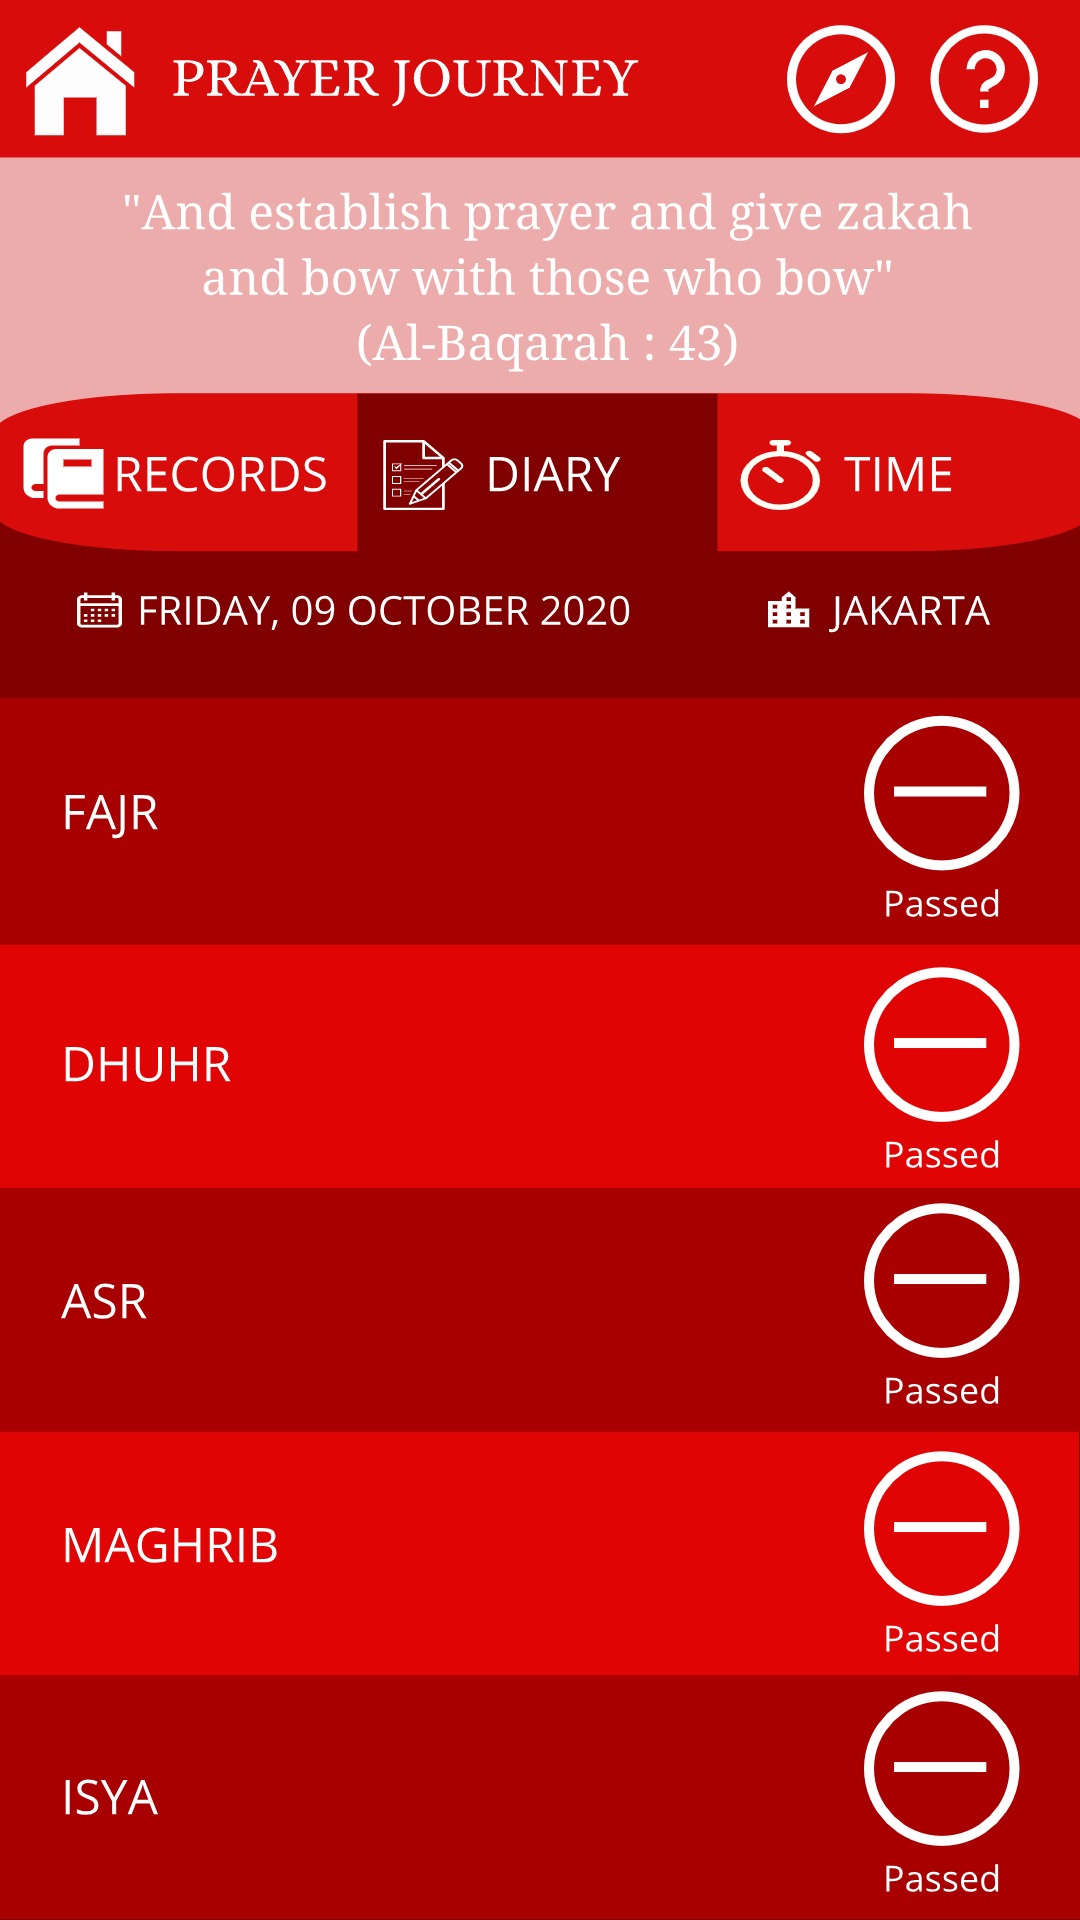 PRAYER JOURNEY
"And establish prayer and give zakah
and bow with those who bow"
(Al-Baqarah : 43)
RECORDS DIARY TIME
FRIDAY, 09 OCTOBER 2020 JAKARTA
FAJR
Passed
DHUHR
Passed
ASR
Passed
MAGHRIB
Passed
ISYA
Passed